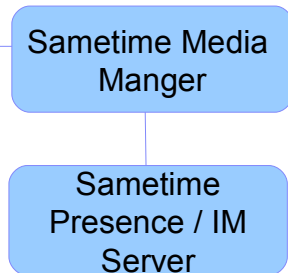 Sametime Media
Manger
Sametime
Presence / IM
Server